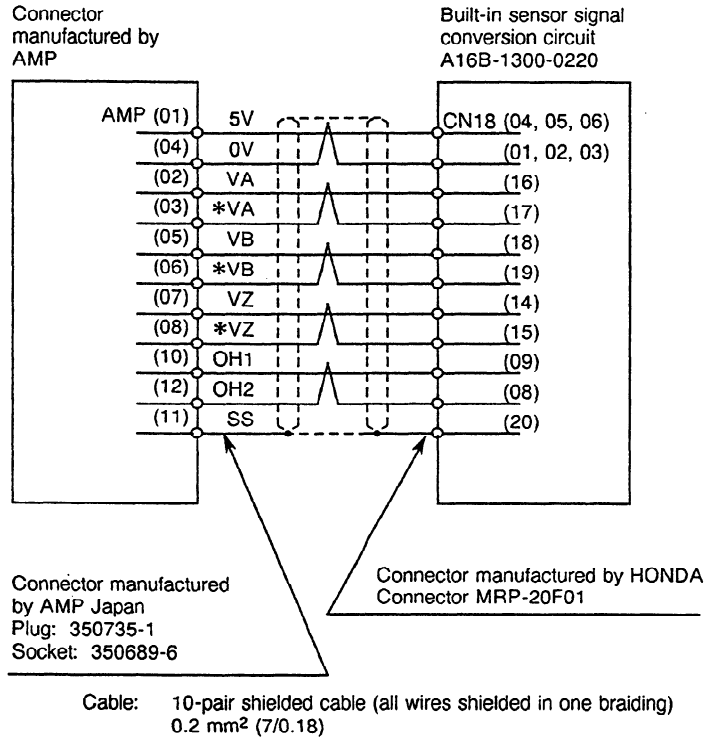 Connector
manufactured by
AMP
Built-in sensor signal
conversion circuit
A16B-1300-0220
AMP (01) 5V CN18 (04, 05, 06)
(04) 0V (01, 02, 03)
(02) VA (16)
(03) *VA (17)
(05) VB (18)
(06) *VB (19)
(07) VZ (14)
(08) *VZ (15)
(10) OH1 (09)
(12) OH2 (08)
(11) SS (20)
Connector manufactured
by AMP Japan
Plug: 350735-1
Socket: 350689-6
Connector manufactured by HONDA
Connector MRP-20F01
Cable: 10-pair shielded cable (all wires shielded in one braiding)
0.2 mm² (7/0.18)